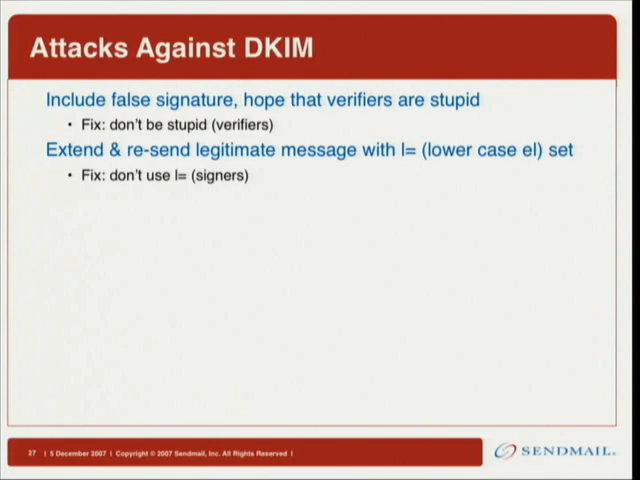 Attacks Against DKIM
Include false signature, hope that verifiers are stupid
• Fix: don't be stupid (verifiers)
Extend & re-send legitimate message with l= (lower case el) set
• Fix: don't use l= (signers)
27 | 5 December 2007 | Copyright © 2007 Sendmail, Inc. All Rights Reserved |
SENDMAIL.